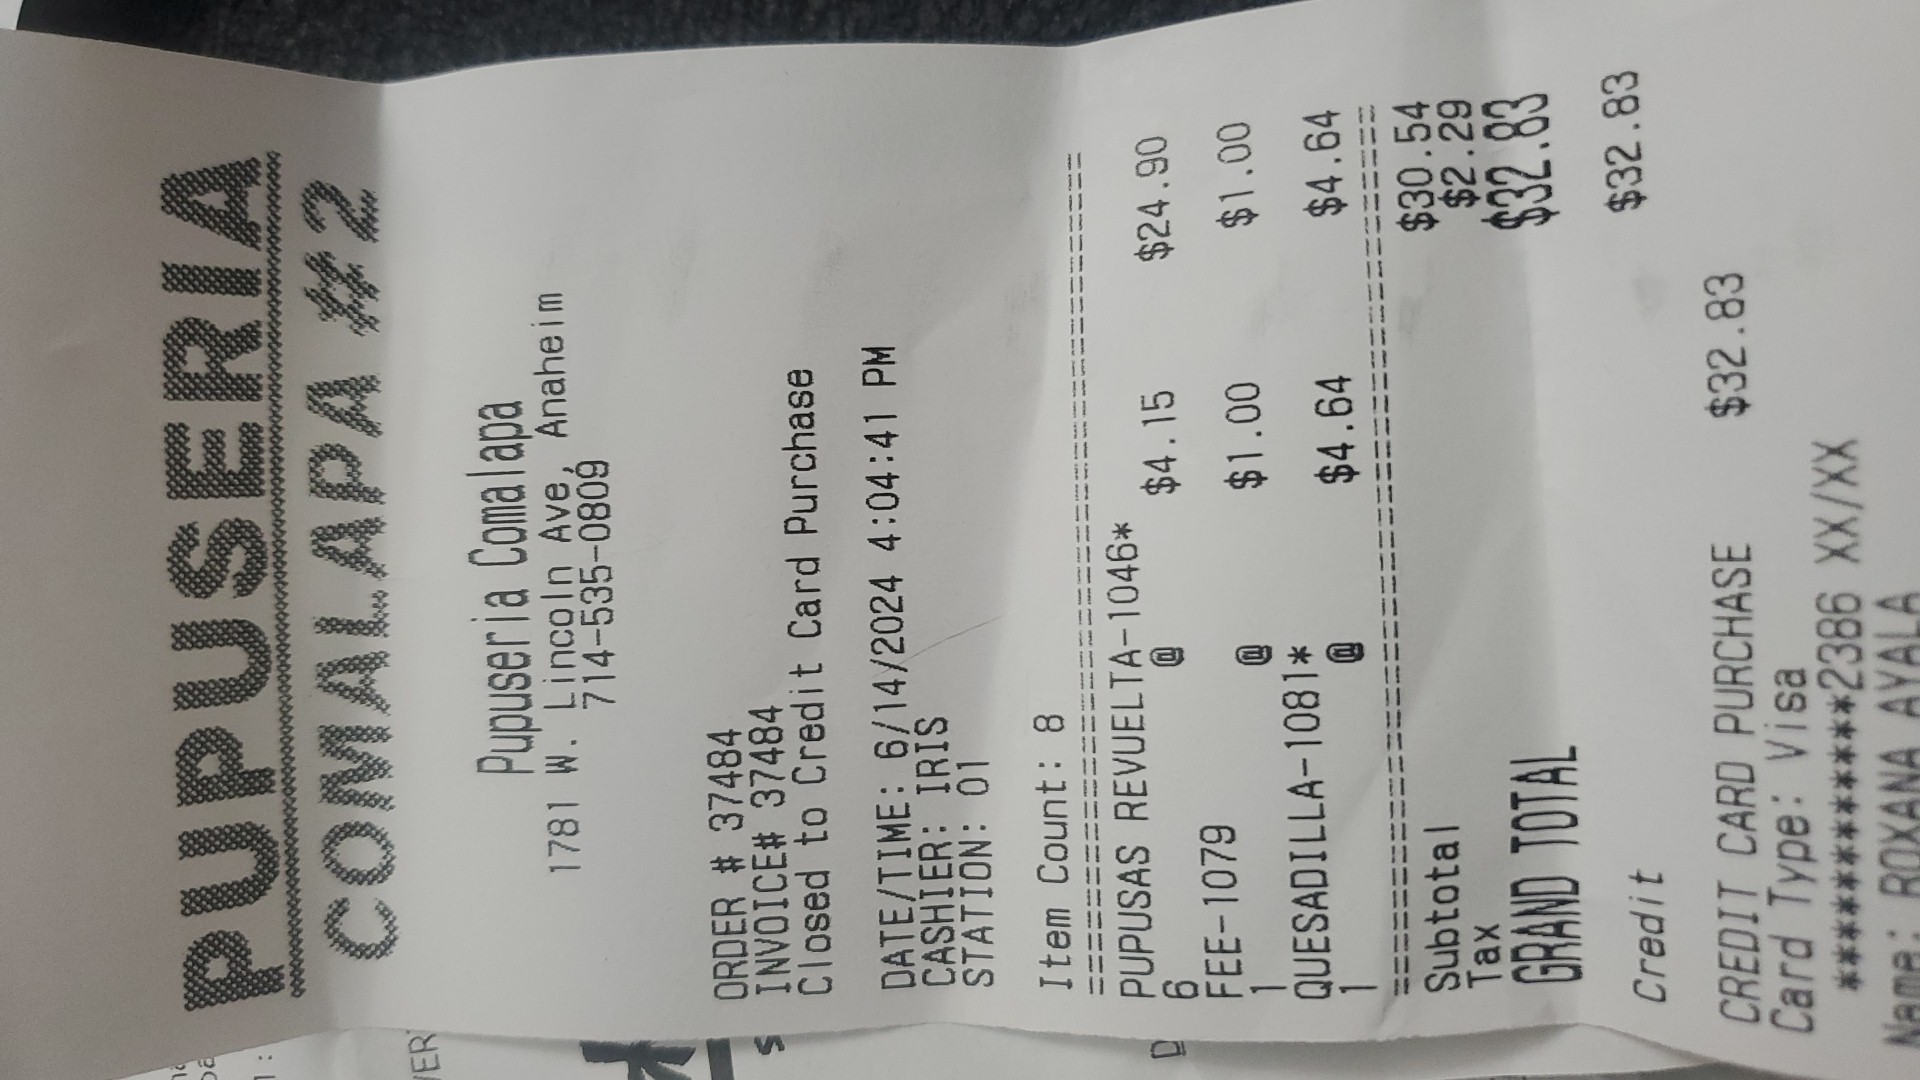 PUPUSERIA
COMALAPA #2
Pupuseria Comalapa
1781 W. Lincoln Ave, Anaheim
714-535-0809
ORDER # 37484
INVOICE# 37484
Closed to Credit Card Purchase
DATE/TIME: 6/14/2024 4:04:41 PM
CASHIER: IRIS
STATION: 01
Item Count: 8
==========================================
PUPUSAS REVUELTA-1046*
6 @ $4.15 $24.90
FEE-1079
1 @ $1.00 $1.00
QUESADILLA-1081*
1 @ $4.64 $4.64
==========================================
Subtotal $30.54
Tax $2.29
GRAND TOTAL $32.83
Credit $32.83
CREDIT CARD PURCHASE $32.83
Card Type: Visa
************2386 XX/XX
Name: ROXANA AYALA